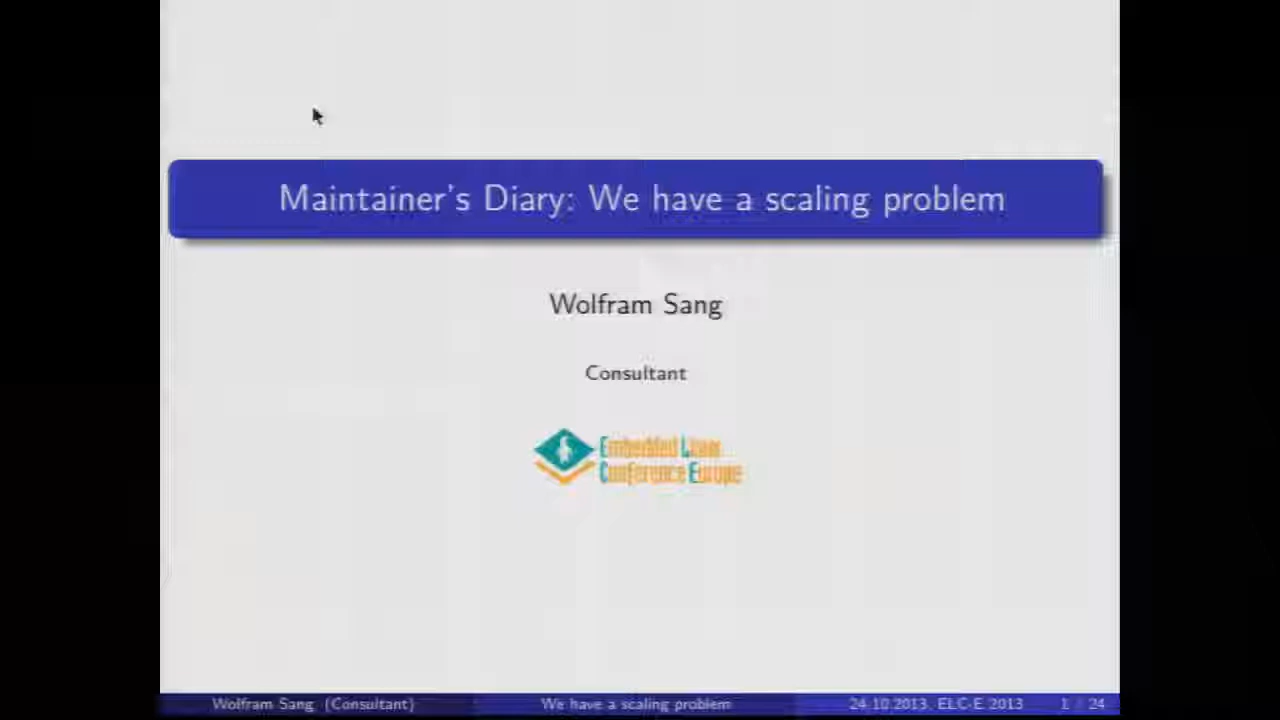 Maintainer's Diary: We have a scaling problem
Wolfram Sang
Consultant
Embedded Linux
Conference Europe
Wolfram Sang (Consultant) We have a scaling problem 24.10.2013, ELC-E 2013 1 / 24